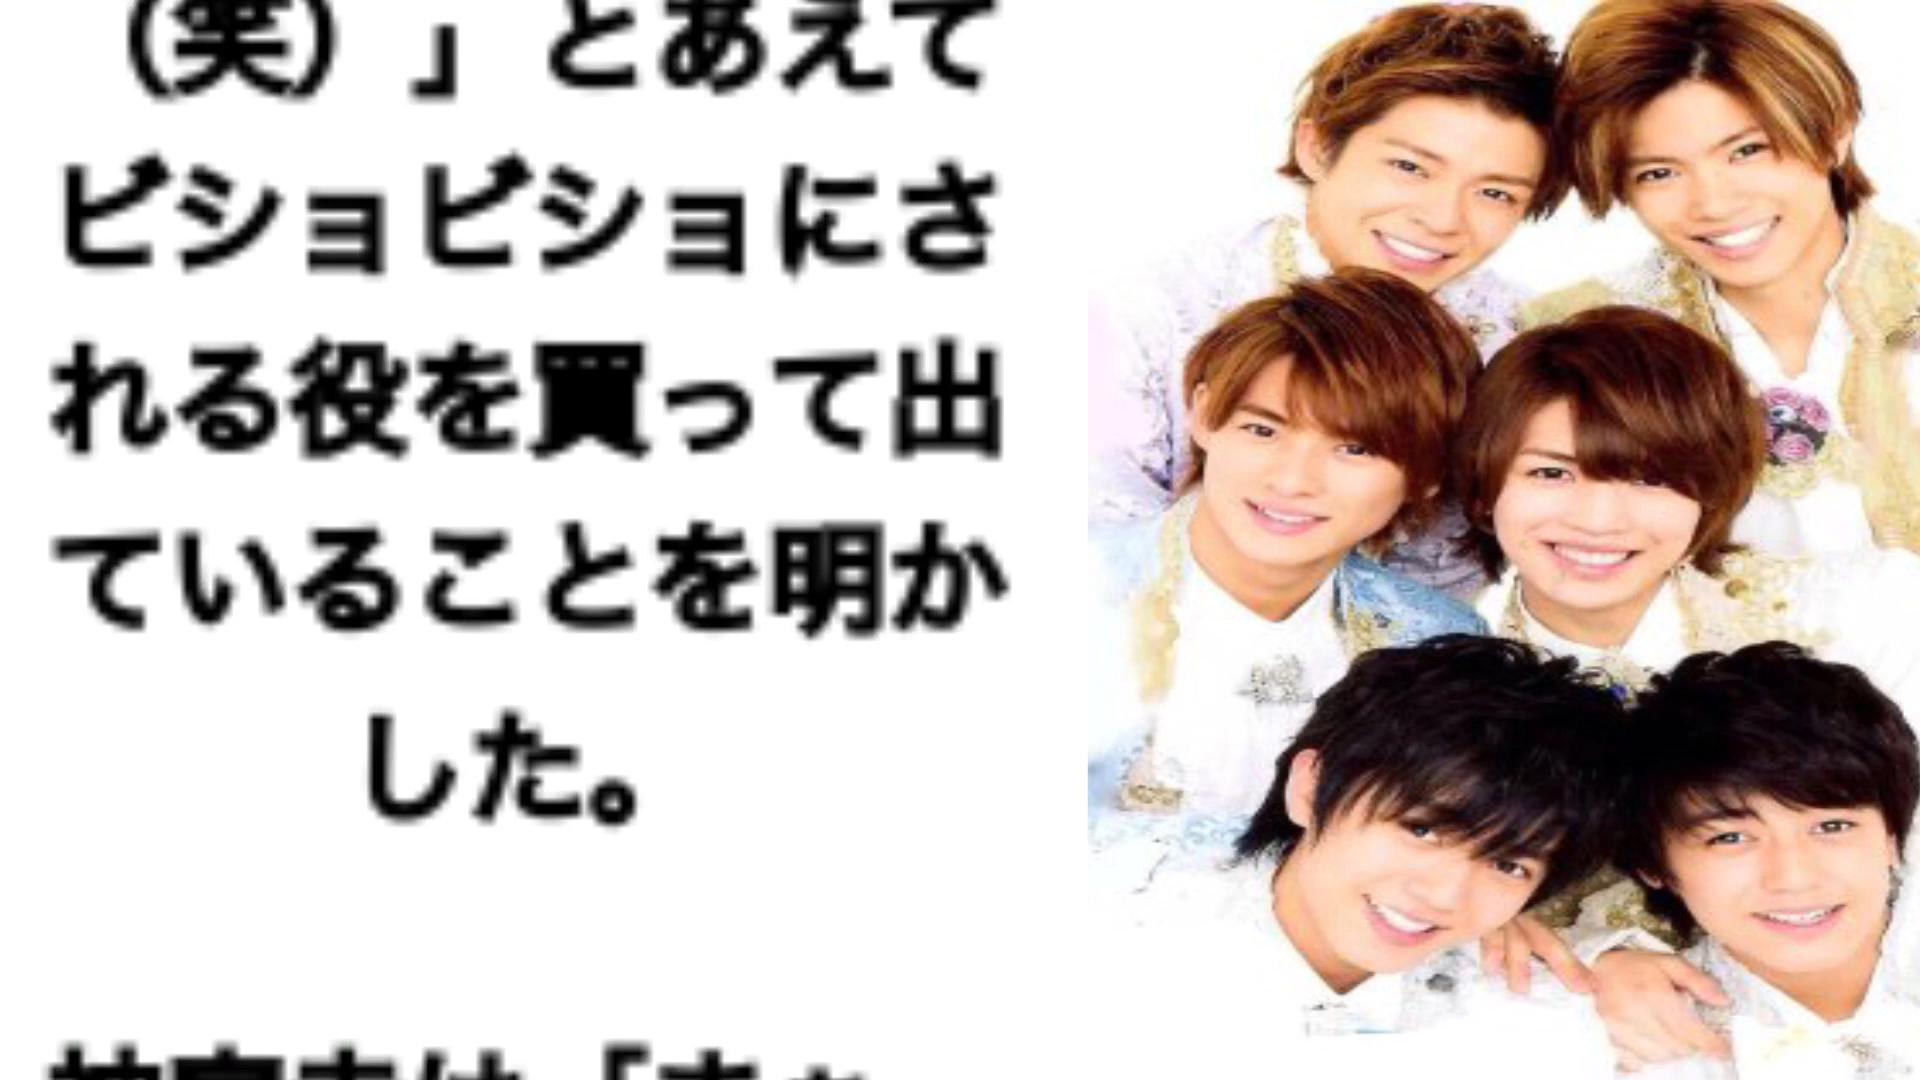 （笑）」とあえて
ビショビショにさ
れる役を買って出
ていることを明か
した。